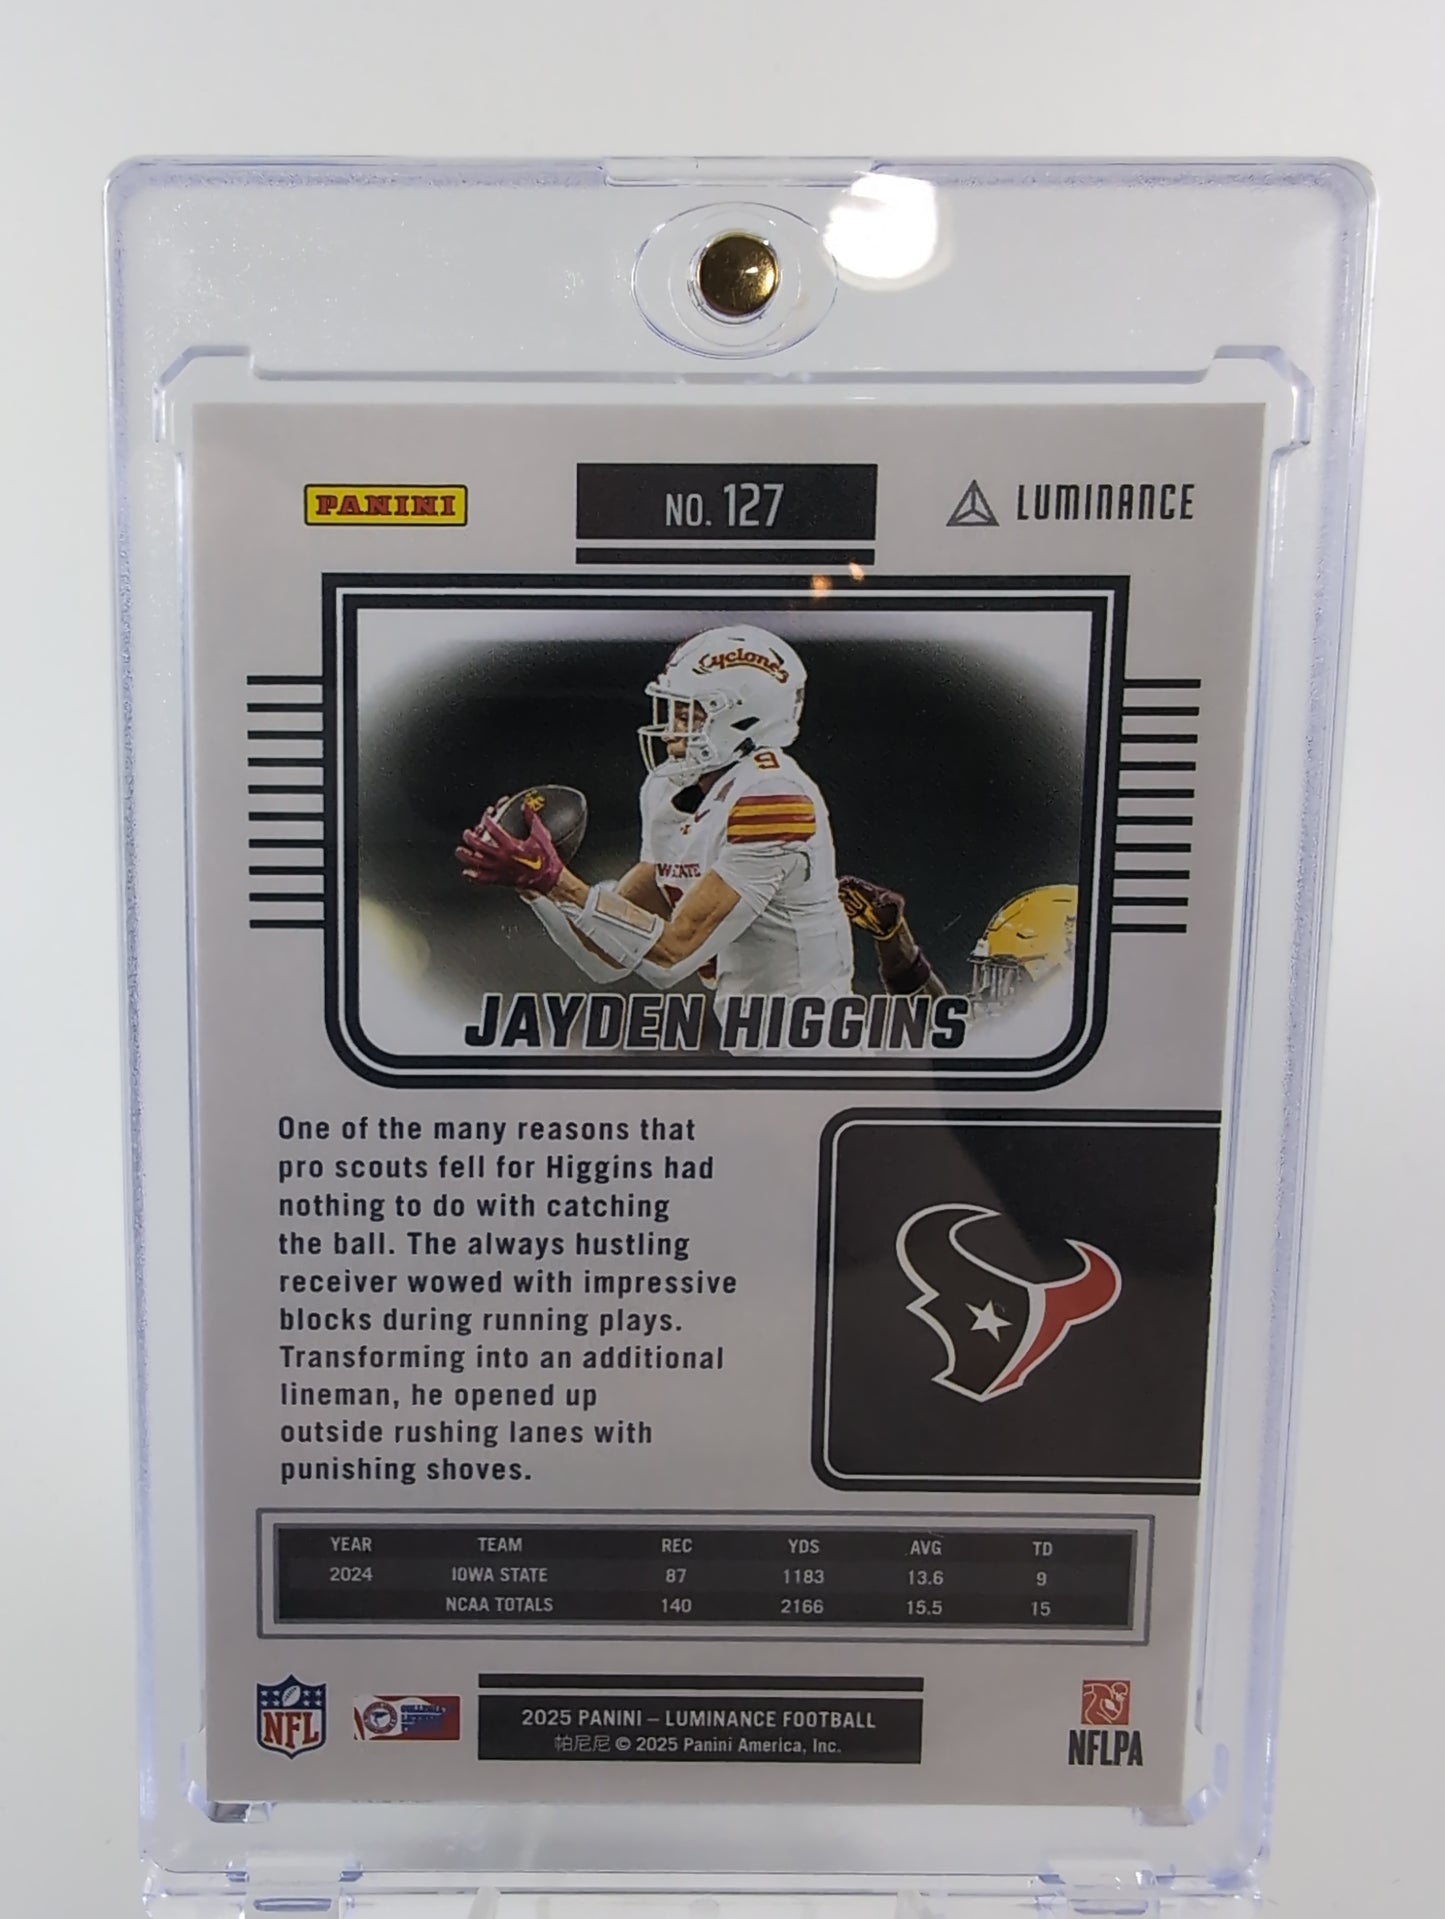 PANINI
NO. 127
LUMINANCE
Cyclones
9
JAYDEN HIGGINS
One of the many reasons that
pro scouts fell for Higgins had
nothing to do with catching
the ball. The always hustling
receiver wowed with impressive
blocks during running plays.
Transforming into an additional
lineman, he opened up
outside rushing lanes with
punishing shoves.
YEAR TEAM REC YDS AVG TD
2024 IOWA STATE 87 1183 13.6 9
NCAA TOTALS 140 2166 15.5 15
NFL
2025 PANINI – LUMINANCE FOOTBALL
帕尼尼 © 2025 Panini America, Inc.
NFLPA